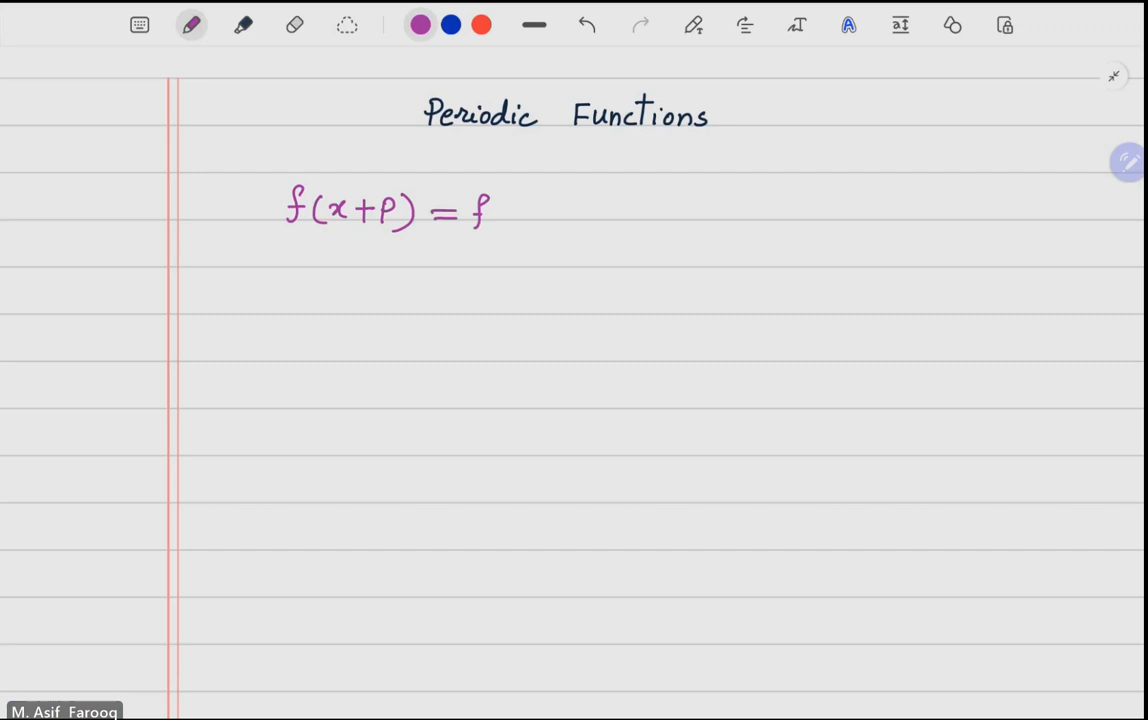 Periodic Functions
f(x+P) = f
M. Asif Farooq